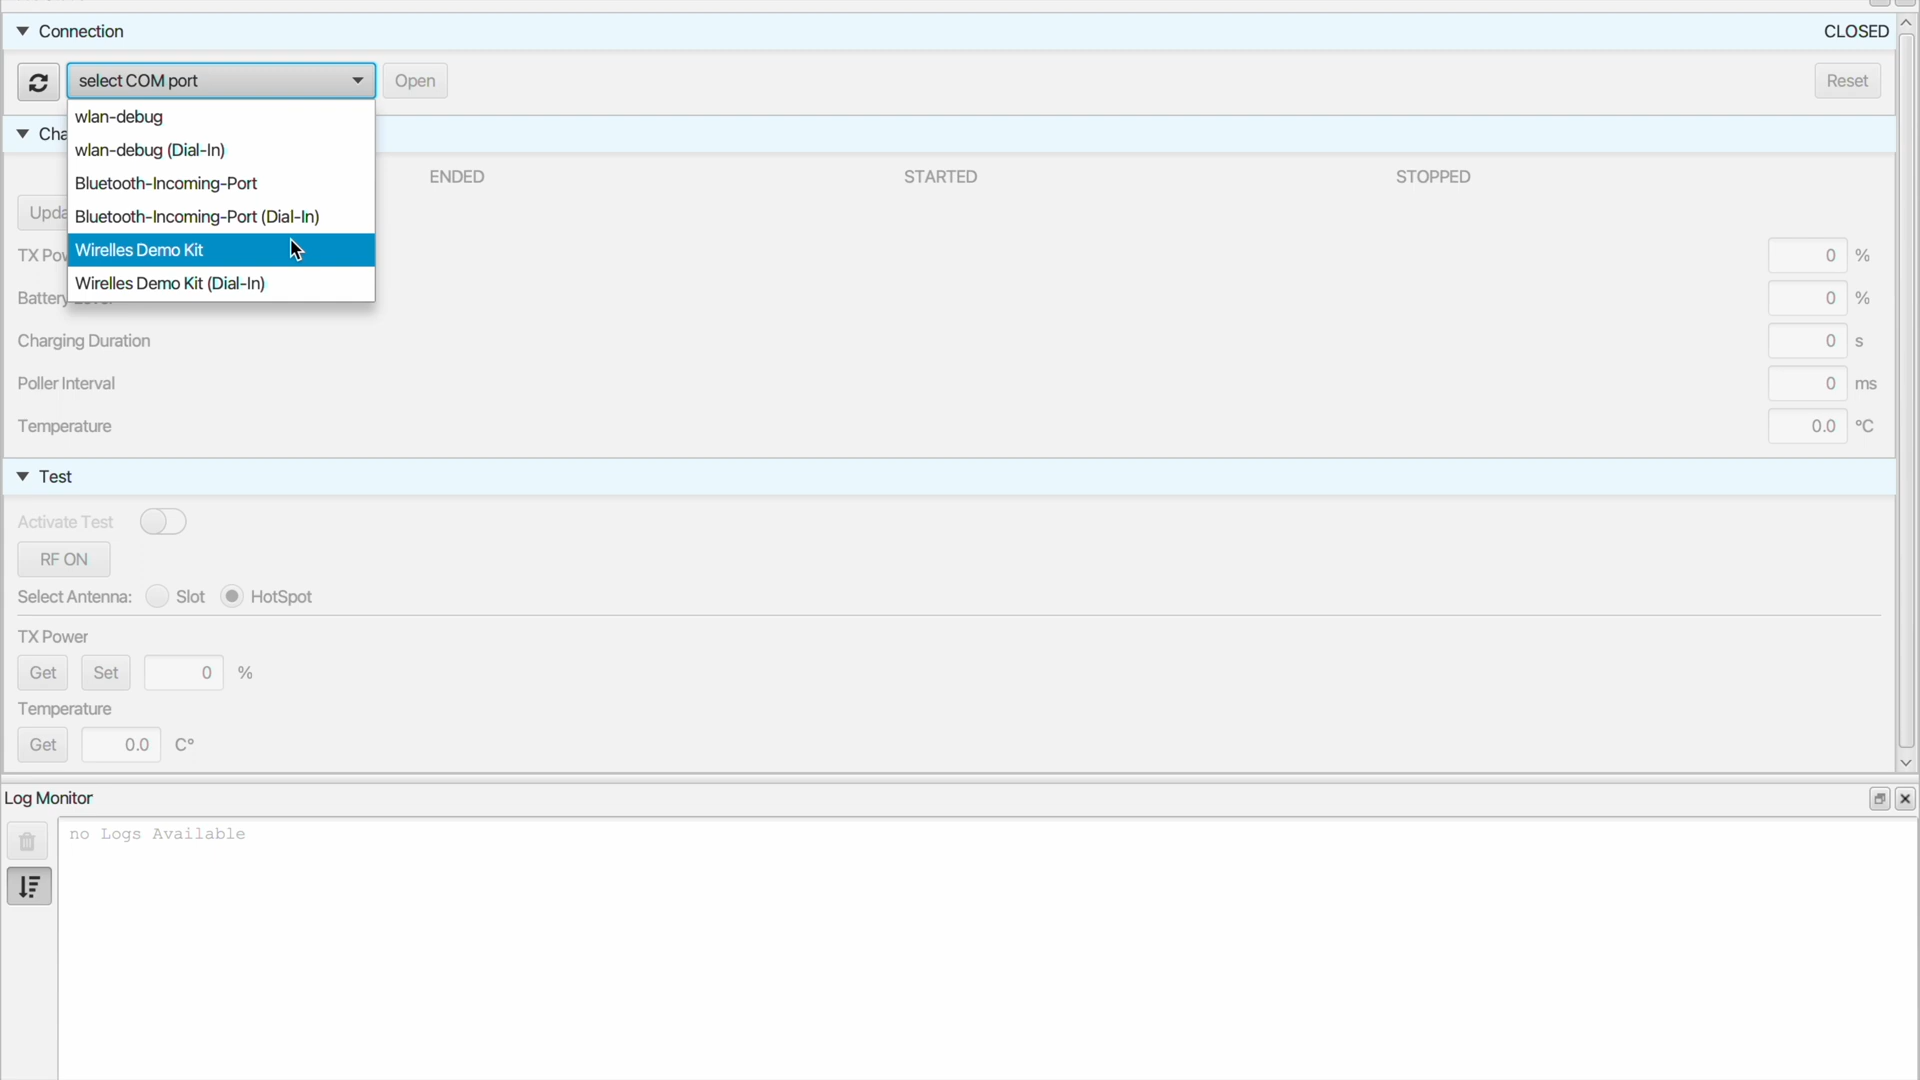 Connection CLOSED
select COM port Open Reset
wlan-debug
Cha
wlan-debug (Dial-In)
ENDED STARTED STOPPED
Bluetooth-Incoming-Port
Upda
Bluetooth-Incoming-Port (Dial-In)
TX Pow 0 %
Wirelles Demo Kit
Wirelles Demo Kit (Dial-In)
Battery 0 %
Charging Duration 0 s
Poller Interval 0 ms
Temperature 0.0 °C
Test
Activate Test
RF ON
Select Antenna: Slot HotSpot
TX Power
Get Set 0 %
Temperature
Get 0.0 C°
Log Monitor
no Logs Available